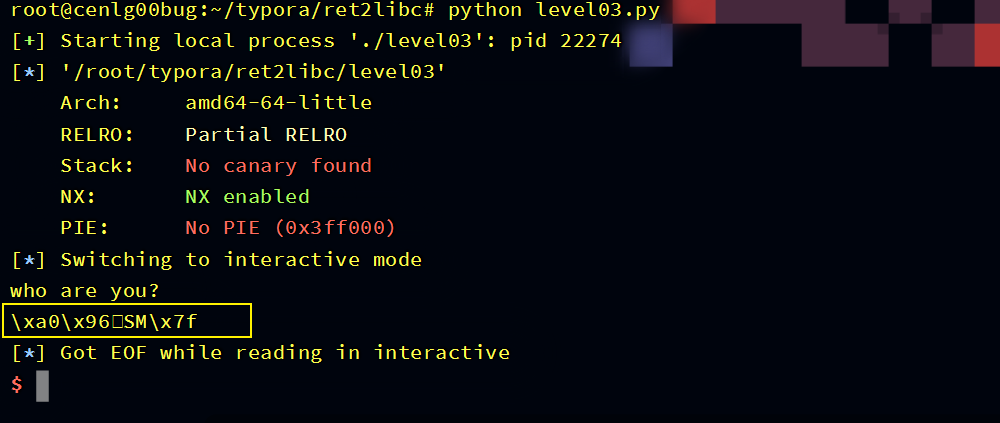 root@cenlg00bug:~/typora/ret2libc# python level03.py
[+] Starting local process './level03': pid 22274
[*] '/root/typora/ret2libc/level03'
    Arch:     amd64-64-little
    RELRO:    Partial RELRO
    Stack:    No canary found
    NX:       NX enabled
    PIE:      No PIE (0x3ff000)
[*] Switching to interactive mode
who are you?
\xa0\x96□SM\x7f
[*] Got EOF while reading in interactive
$